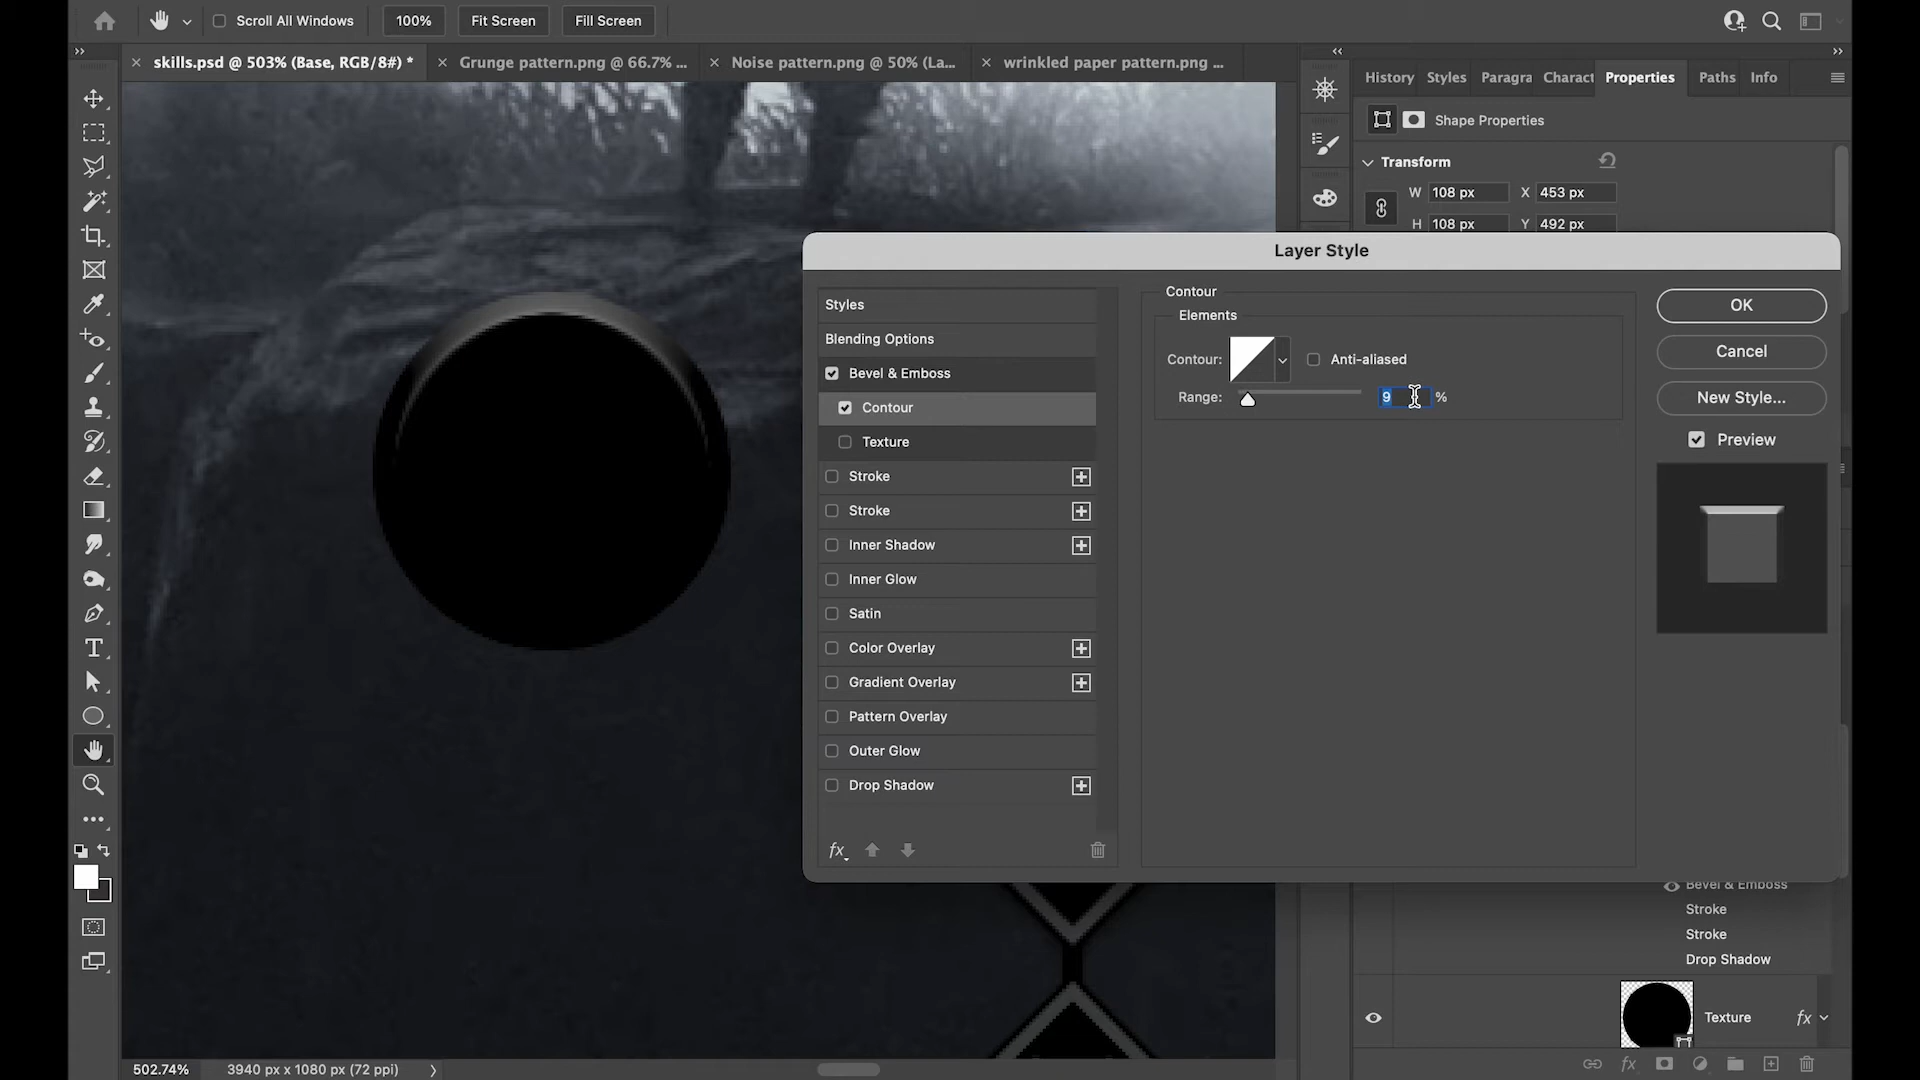 Scroll All Windows
100%
Fit Screen
Fill Screen
skills.psd @ 503% (Base, RGB/8#) *
Grunge pattern.png @ 66.7% ...
Noise pattern.png @ 50% (La...
wrinkled paper pattern.png ...
History
Styles
Paragra
Charact
Properties
Paths
Info
Shape Properties
Transform
W 108 px
X 453 px
H 108 px
Y 492 px
Layer Style
Styles
Blending Options
Bevel & Emboss
Contour
Texture
Stroke
Stroke
Inner Shadow
Inner Glow
Satin
Color Overlay
Gradient Overlay
Pattern Overlay
Outer Glow
Drop Shadow
fx
Contour
Elements
Contour:
Anti-aliased
Range:
9 %
OK
Cancel
New Style...
Preview
Bevel & Emboss
Stroke
Stroke
Drop Shadow
Texture
fx
fx
T
502.74%
3940 px x 1080 px (72 ppi)